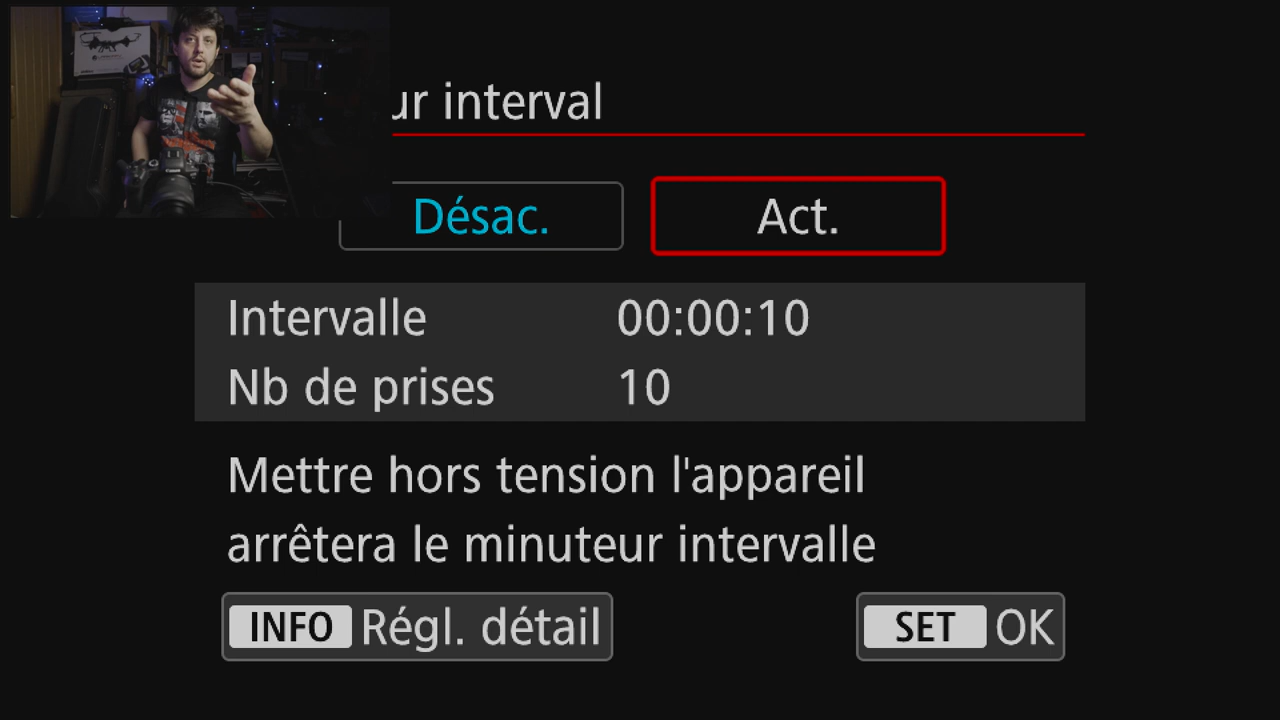 ur interval
Désac.
Act.
Intervalle 00:00:10
Nb de prises 10
Mettre hors tension l'appareil
arrêtera le minuteur intervalle
INFO Régl. détail
SET OK